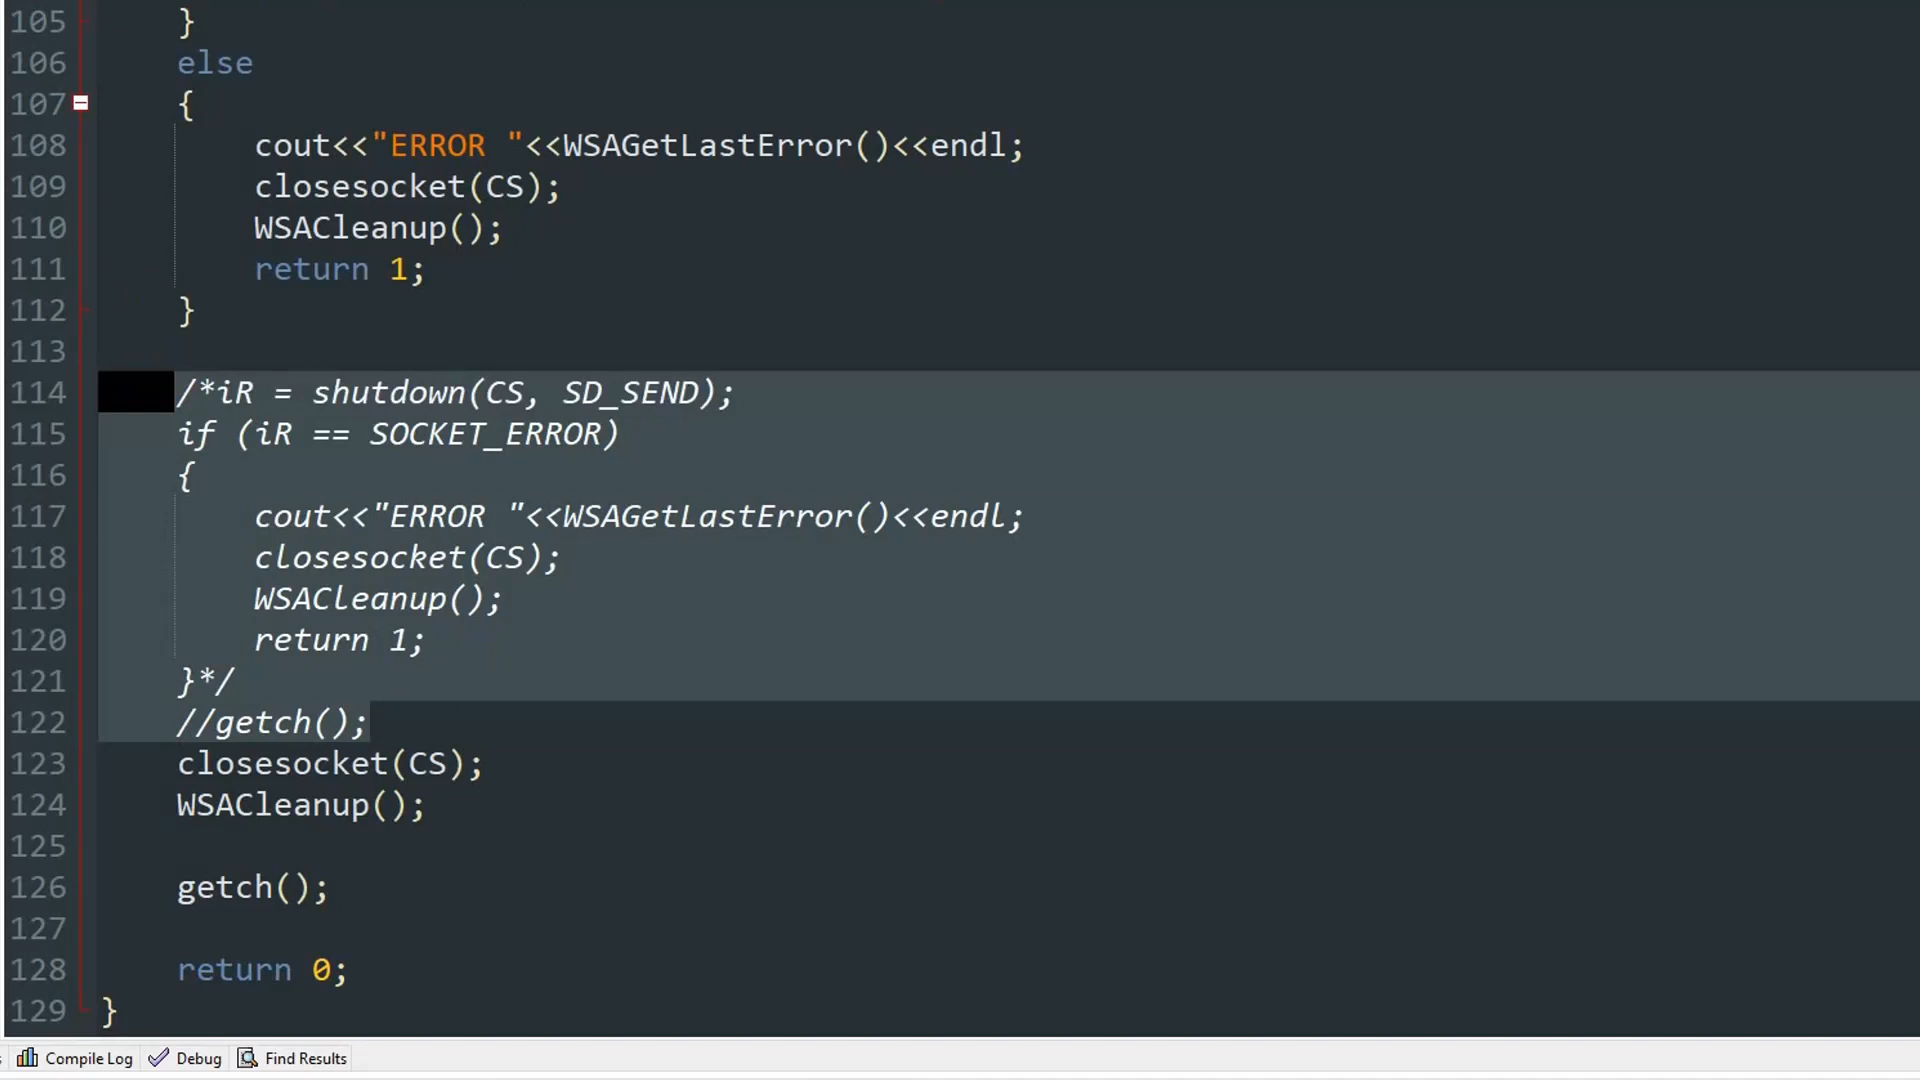 105 }
106 else
107 {
108 cout<<"ERROR "<<WSAGetLastError()<<endl;
109 closesocket(CS);
110 WSACleanup();
111 return 1;
112 }
113
114 /*iR = shutdown(CS, SD_SEND);
115 if (iR == SOCKET_ERROR)
116 {
117 cout<<"ERROR "<<WSAGetLastError()<<endl;
118 closesocket(CS);
119 WSACleanup();
120 return 1;
121 }*/
122 //getch();
123 closesocket(CS);
124 WSACleanup();
125
126 getch();
127
128 return 0;
129 }
Compile Log Debug Find Results